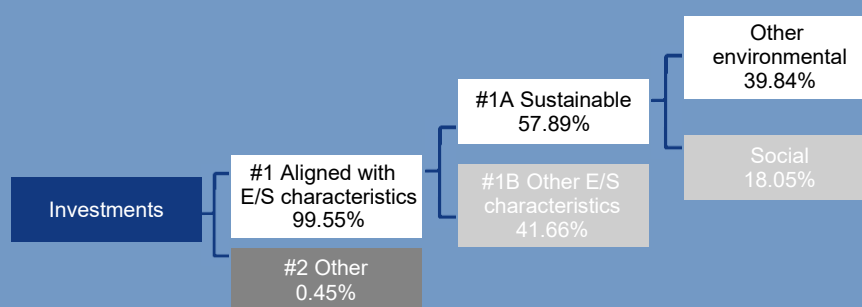 Investments
#1 Aligned with
E/S characteristics
99.55%
#2 Other
0.45%
#1A Sustainable
57.89%
#1B Other E/S
characteristics
41.66%
Other
environmental
39.84%
Social
18.05%